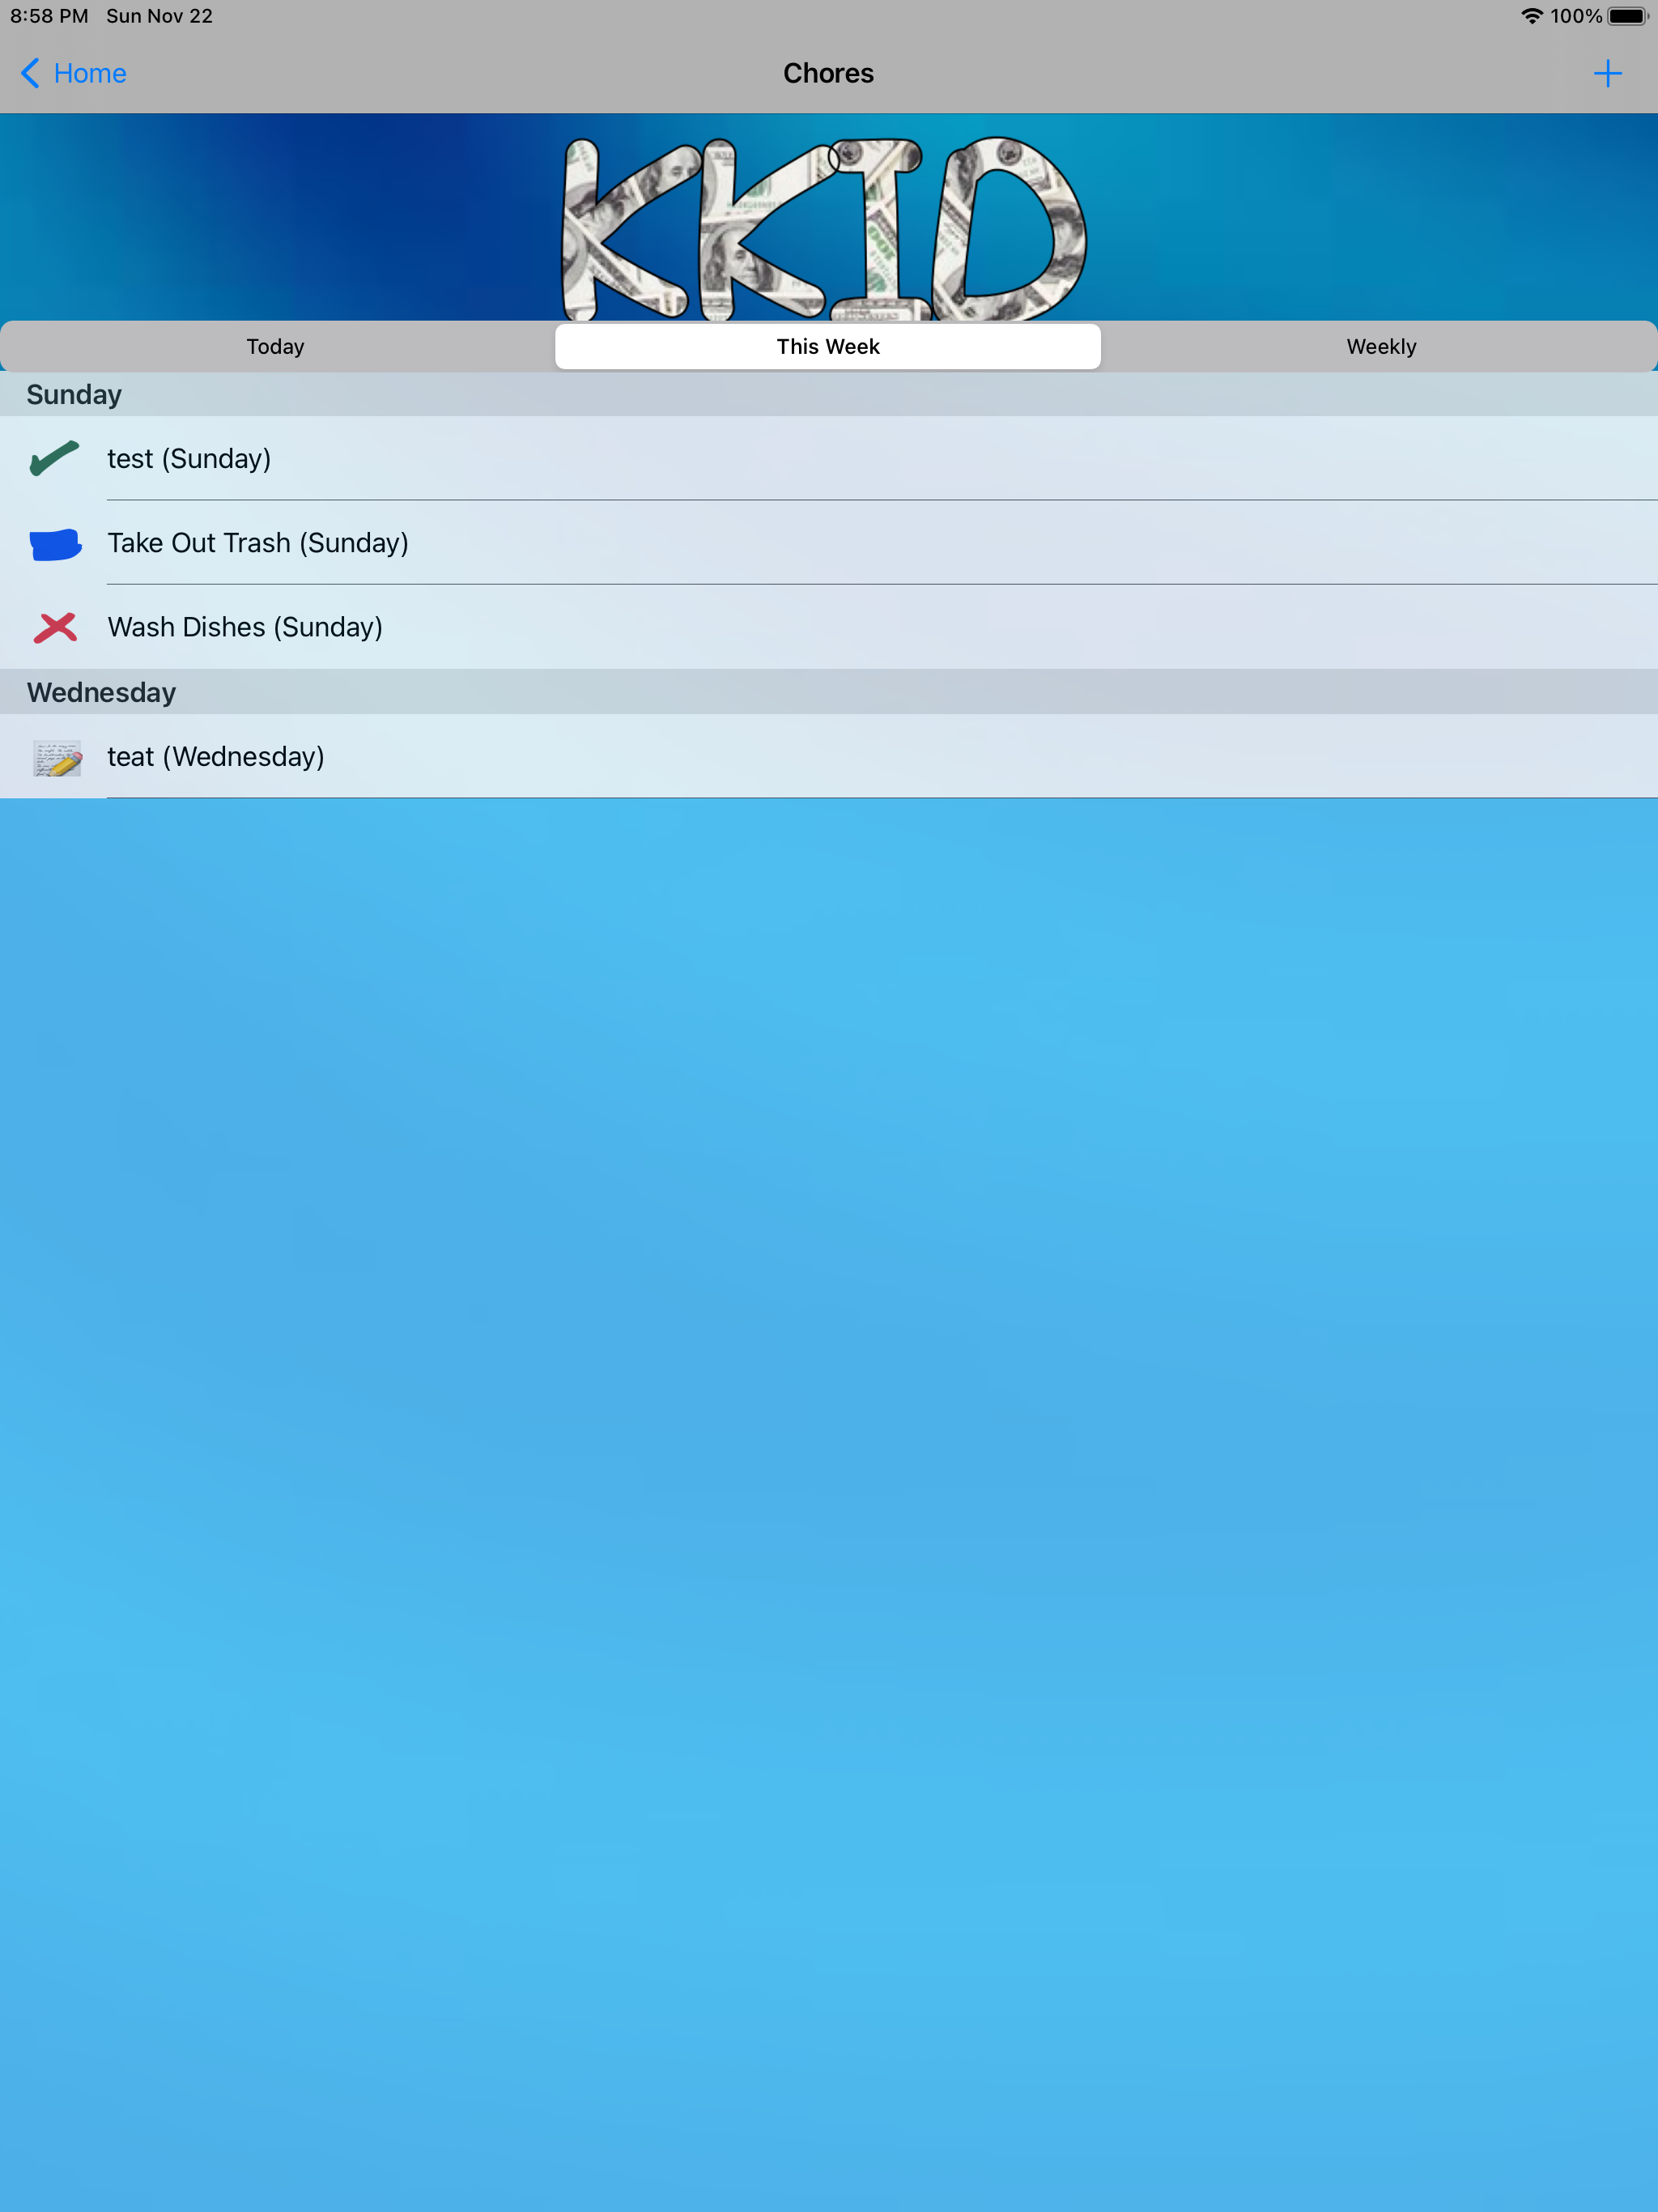 8:58 PM Sun Nov 22 100%
Home Chores
KKID
Today This Week Weekly
Sunday
test (Sunday)
Take Out Trash (Sunday)
Wash Dishes (Sunday)
Wednesday
teat (Wednesday)